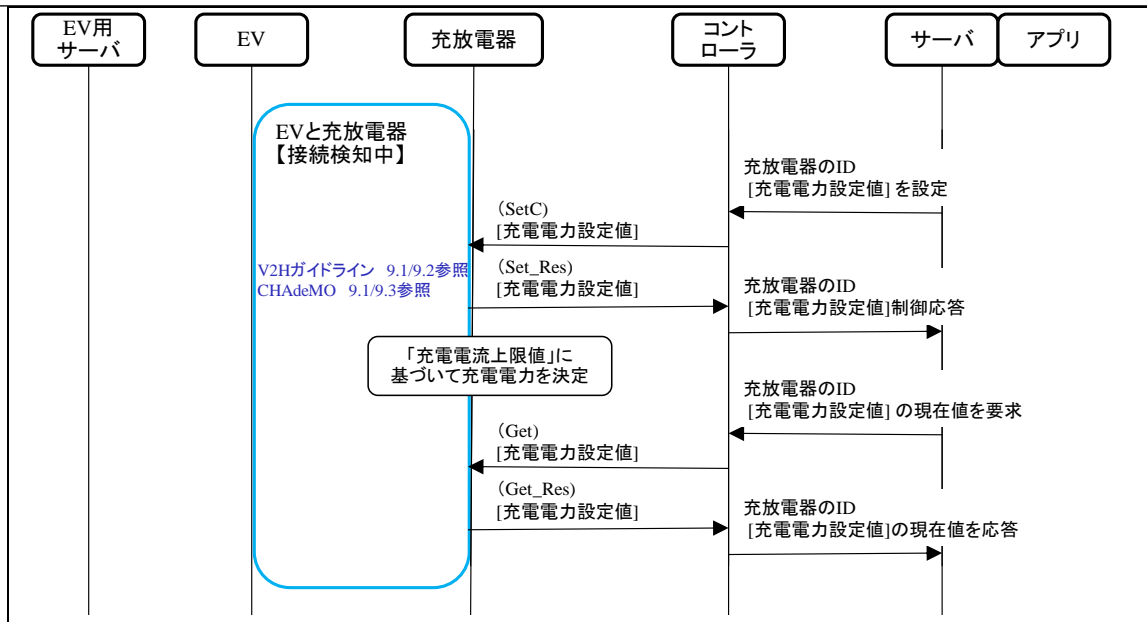 EV用
サーバ
EV
充放電器
コント
ローラ
サーバ
アプリ
EVと充放電器
【接続検知中】
充放電器のID
[充電電力設定値] を設定
（SetC)
[充電電力設定値]
V2Hガイドライン 9.1/9.2参照
CHAdeMO 9.1/9.3参照
（Set_Res)
[充電電力設定値]
充放電器のID
[充電電力設定値]制御応答
「充電電流上限値」に
基づいて充電電力を決定
充放電器のID
[充電電力設定値] の現在値を要求
（Get)
[充電電力設定値]
（Get_Res)
[充電電力設定値]
充放電器のID
[充電電力設定値]の現在値を応答